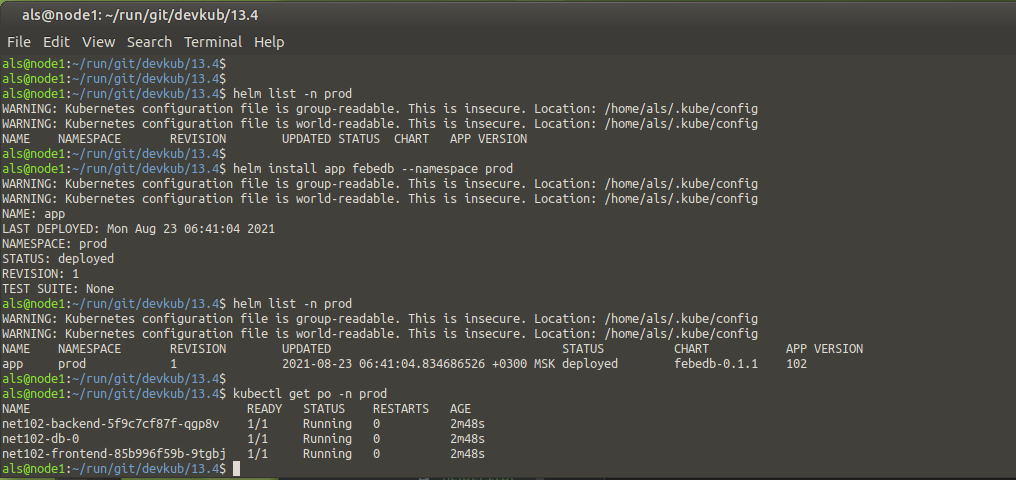 als@node1: ~/run/git/devkub/13.4
File Edit View Search Terminal Help
als@node1:~/run/git/devkub/13.4$
als@node1:~/run/git/devkub/13.4$
als@node1:~/run/git/devkub/13.4$ helm list -n prod
WARNING: Kubernetes configuration file is group-readable. This is insecure. Location: /home/als/.kube/config
WARNING: Kubernetes configuration file is world-readable. This is insecure. Location: /home/als/.kube/config
NAME NAMESPACE REVISION UPDATED STATUS CHART APP VERSION
als@node1:~/run/git/devkub/13.4$
als@node1:~/run/git/devkub/13.4$ helm install app febedb --namespace prod
WARNING: Kubernetes configuration file is group-readable. This is insecure. Location: /home/als/.kube/config
WARNING: Kubernetes configuration file is world-readable. This is insecure. Location: /home/als/.kube/config
NAME: app
LAST DEPLOYED: Mon Aug 23 06:41:04 2021
NAMESPACE: prod
STATUS: deployed
REVISION: 1
TEST SUITE: None
als@node1:~/run/git/devkub/13.4$ helm list -n prod
WARNING: Kubernetes configuration file is group-readable. This is insecure. Location: /home/als/.kube/config
WARNING: Kubernetes configuration file is world-readable. This is insecure. Location: /home/als/.kube/config
NAME NAMESPACE REVISION UPDATED STATUS CHART APP VERSION
app prod 1 2021-08-23 06:41:04.834686526 +0300 MSK deployed febedb-0.1.1 102
als@node1:~/run/git/devkub/13.4$
als@node1:~/run/git/devkub/13.4$ kubectl get po -n prod
NAME READY STATUS RESTARTS AGE
net102-backend-5f9c7cf87f-qgp8v 1/1 Running 0 2m48s
net102-db-0 1/1 Running 0 2m48s
net102-frontend-85b996f59b-9tgbj 1/1 Running 0 2m48s
als@node1:~/run/git/devkub/13.4$